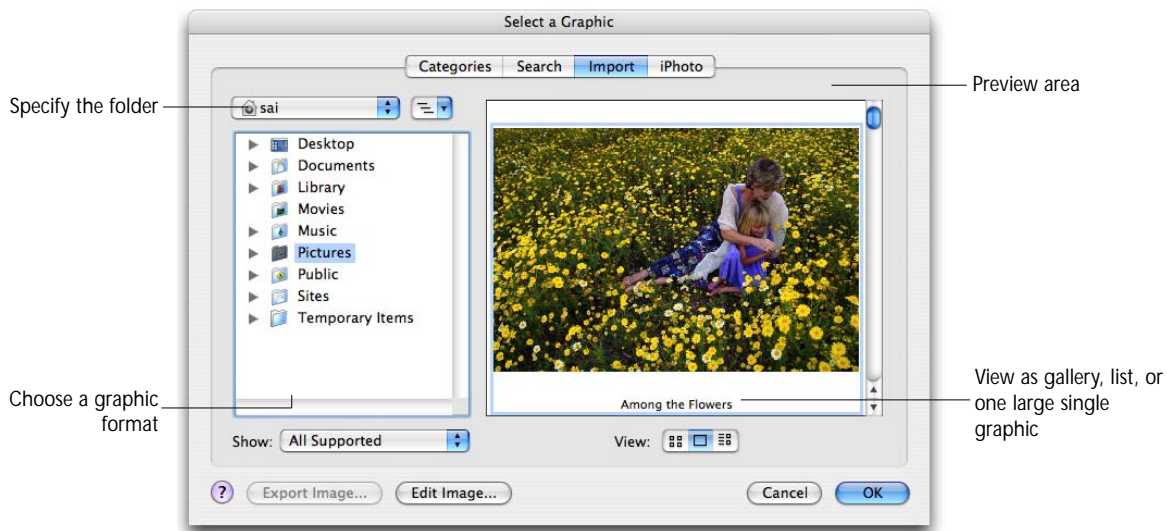 Select a Graphic
Categories Search Import iPhoto
Specify the folder
sai
Preview area
Desktop
Documents
Library
Movies
Music
Pictures
Public
Sites
Temporary Items
Choose a graphic
format
Among the Flowers
View as gallery, list, or
one large single
graphic
Show: All Supported
View:
? Export Image... Edit Image... Cancel OK